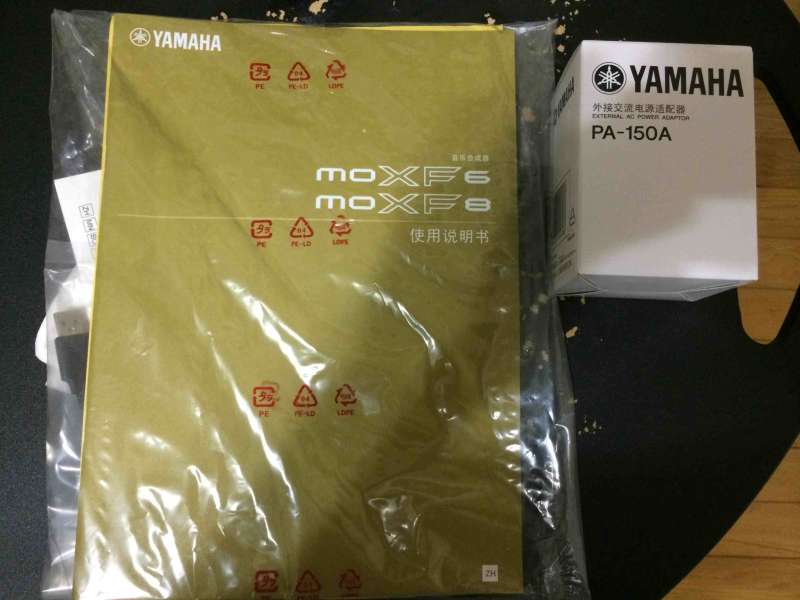 YAMAHA
PE
PE-LD
LDPE
音乐合成器
moXF6
moXF8
使用说明书
PE
PE-LD
LDPE
PE
PE-LD
LDPE
ZH
YAMAHA
外接交流电源适配器
EXTERNAL AC POWER ADAPTOR
PA-150A